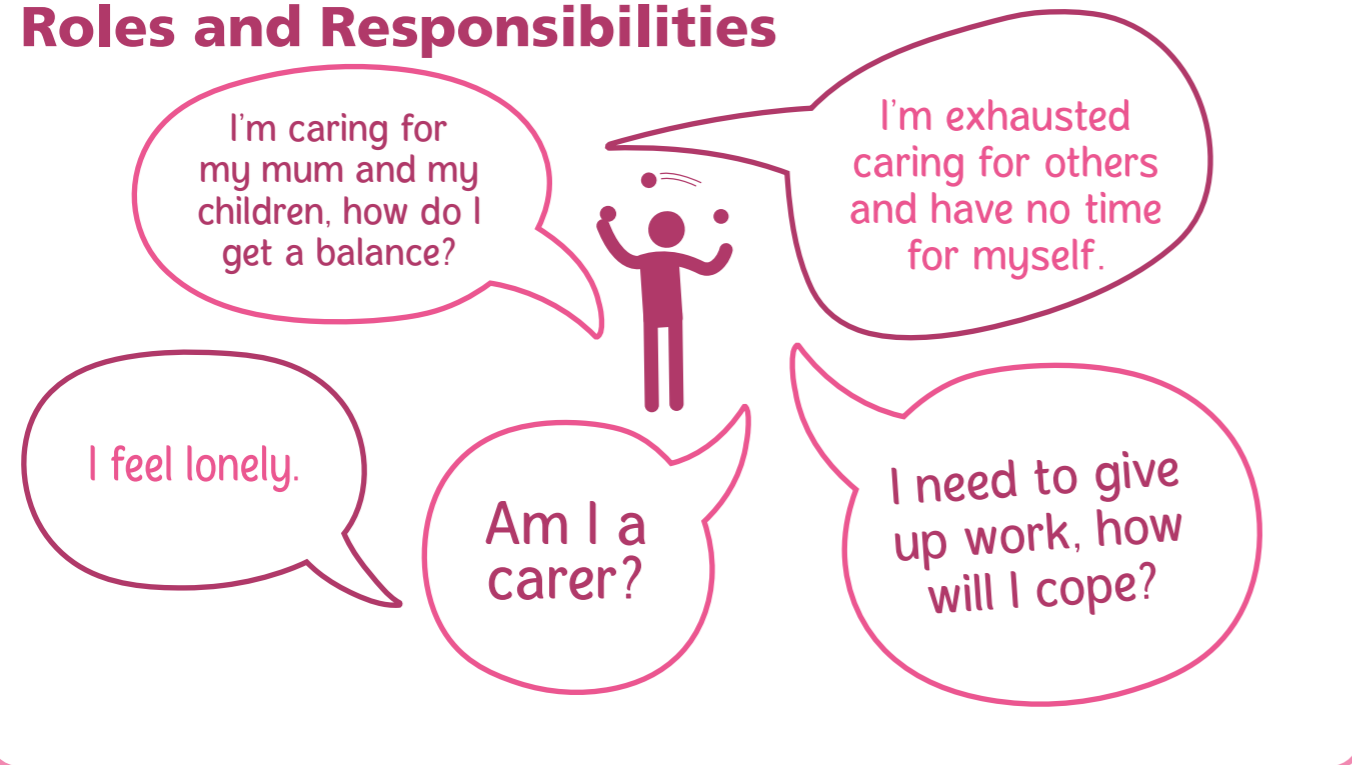 Roles and Responsibilities
I'm caring for
my mum and my
children, how do I
get a balance?
I'm exhausted
caring for others
and have no time
for myself.
I feel lonely.
Am I a
carer?
I need to give
up work, how
will I cope?